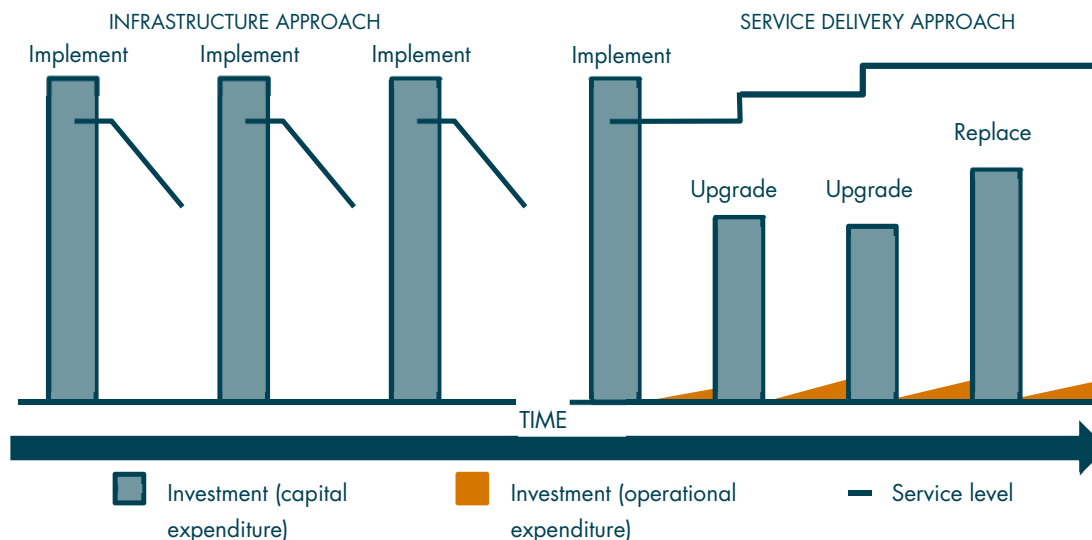 INFRASTRUCTURE APPROACH
Implement
Implement
Implement
SERVICE DELIVERY APPROACH
Implement
Upgrade
Upgrade
Replace
TIME
Investment (capital
expenditure)
Investment (operational
expenditure)
Service level